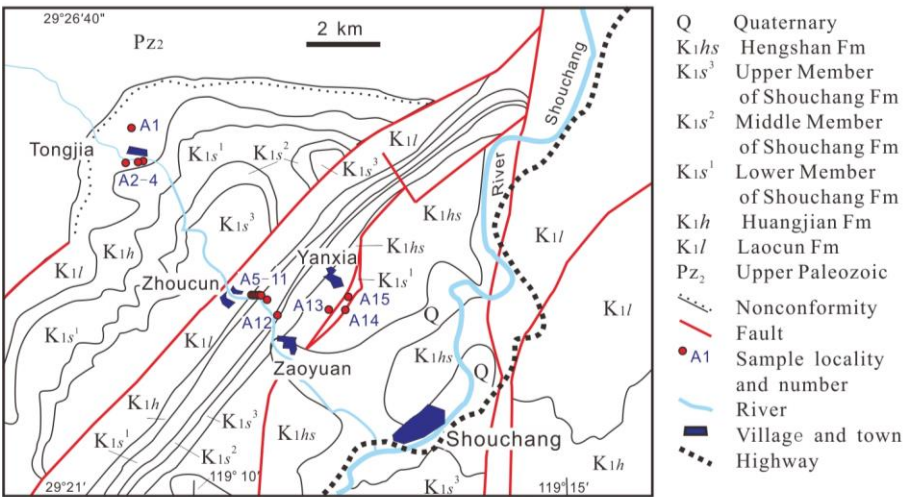 29°26'40"
Pz₂
2 km
A1
Tongjia
A2-4
K₁s¹
K₁s²
K₁s³
K₁l
Shouchang
River
K₁hs
K₁s³
K₁h
K₁l
Yanxia
K₁hs
K₁l
Zhoucun
A5-11
K₁s¹
A15
K₁l
A13
A14
A12
Q
K₁s¹
K₁l
Zaoyuan
K₁hs
Q
K₁h
K₁s³
K₁hs
Shouchang
K₁s¹
K₁s²
K₁s³
K₁h
29°21'
119°10'
119°15'
Q Quaternary
K₁hs Hengshan Fm
K₁s³ Upper Member
of Shouchang Fm
K₁s² Middle Member
of Shouchang Fm
K₁s¹ Lower Member
of Shouchang Fm
K₁h Huangjian Fm
K₁l Laocun Fm
Pz₂ Upper Paleozoic
Nonconformity
Fault
A1 Sample locality
and number
River
Village and town
Highway